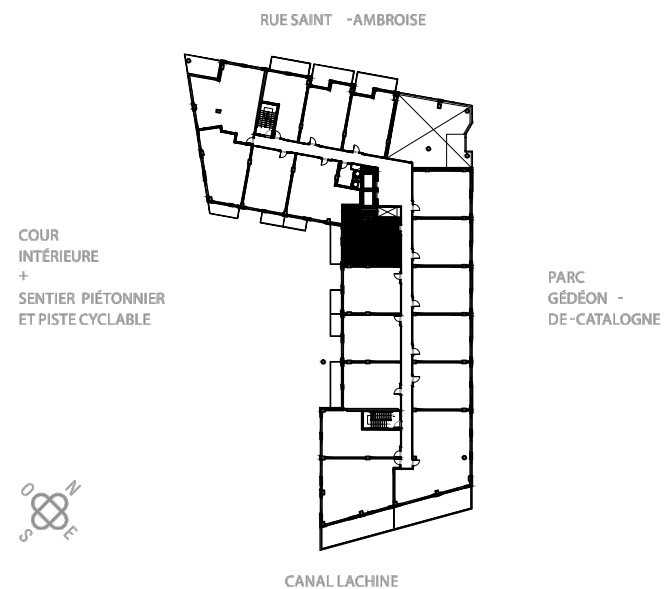 RUE SAINT -AMBROISE
COUR
INTÉRIEURE
+
SENTIER PIÉTONNIER
ET PISTE CYCLABLE
PARC
GÉDÉON -
DE -CATALOGNE
O N
S E
CANAL LACHINE